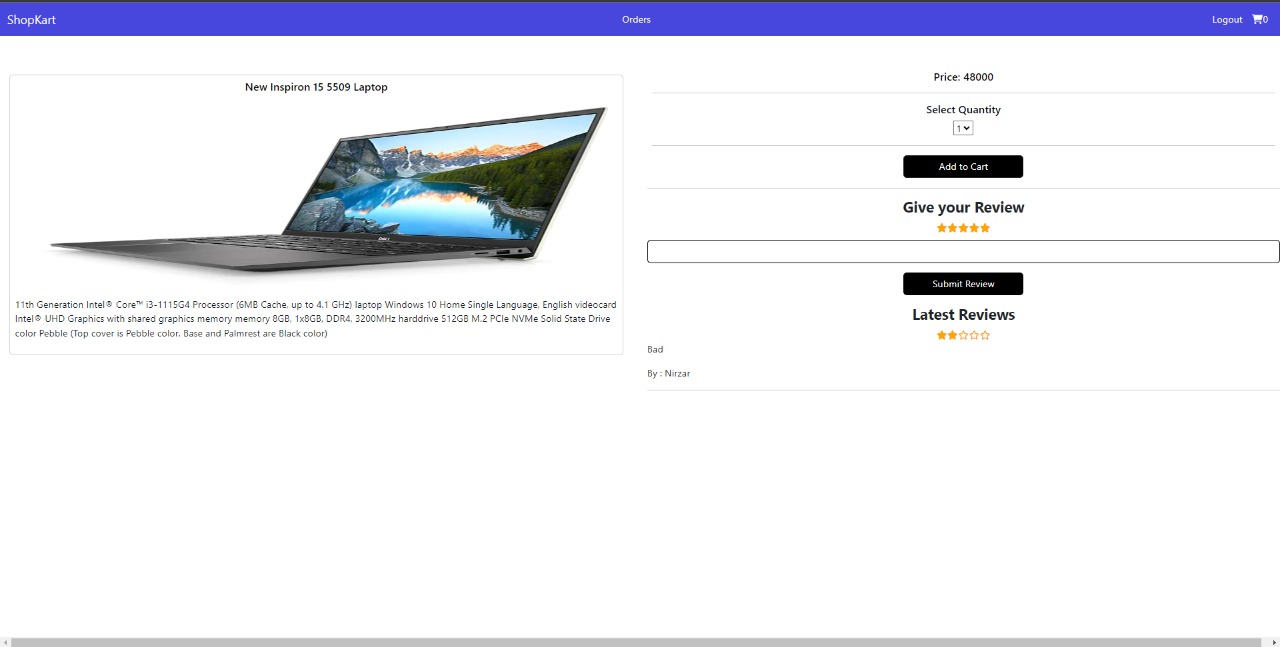 ShopKart
Orders
Logout 0
New Inspiron 15 5509 Laptop
DELL
11th Generation Intel® Core™ i3-1115G4 Processor (6MB Cache, up to 4.1 GHz) laptop Windows 10 Home Single Language, English videocard
Intel® UHD Graphics with shared graphics memory memory 8GB, 1x8GB, DDR4, 3200MHz harddrive 512GB M.2 PCIe NVMe Solid State Drive
color Pebble (Top cover is Pebble color, Base and Palmrest are Black color)
Price: 48000
Select Quantity
1
Add to Cart
Give your Review
Submit Review
Latest Reviews
Bad
By : Nirzar